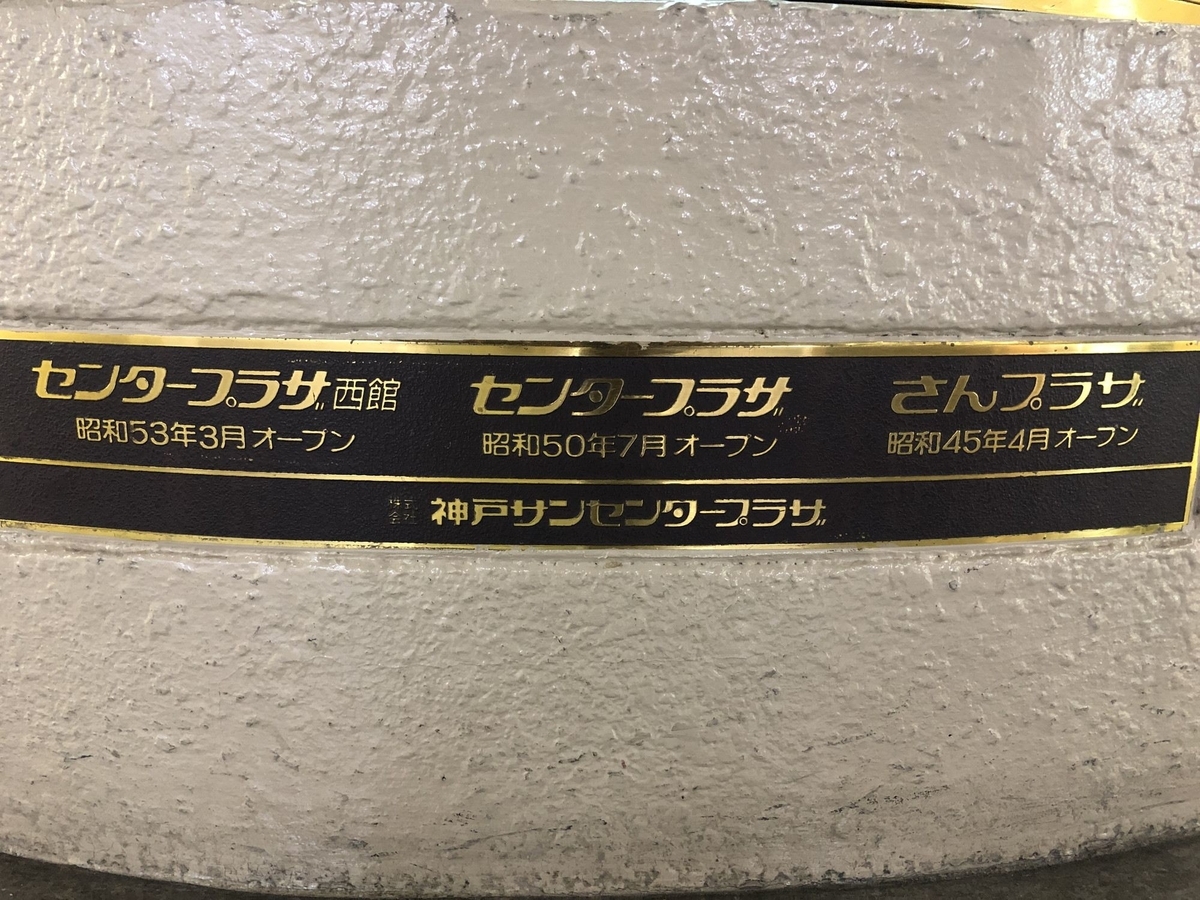 センタープラザ西館
昭和53年3月オープン
センタープラザ
昭和50年7月オープン
さんプラザ
昭和45年4月オープン
株式会社 神戸サンセンタープラザ